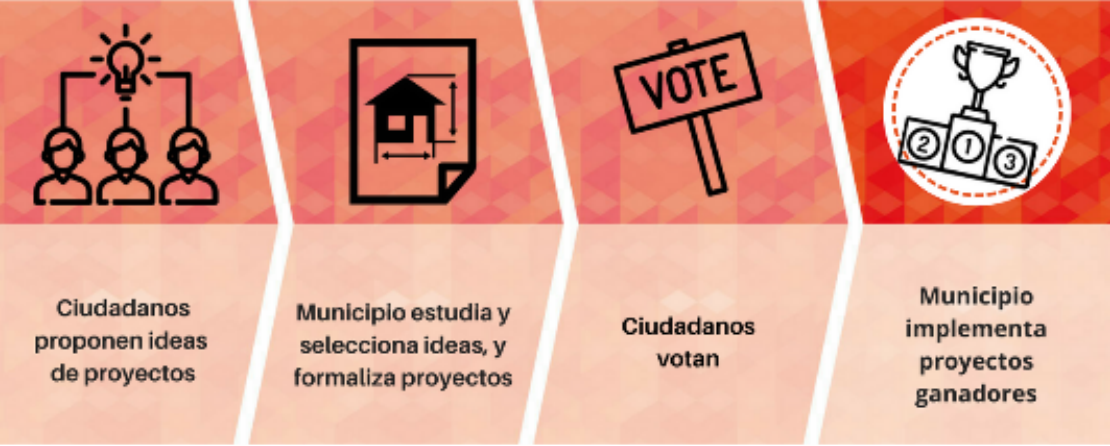 VOTE
2
1
3
Ciudadanos
proponen ideas
de proyectos
Municipio estudia y
selecciona ideas, y
formaliza proyectos
Ciudadanos
votan
Municipio
implementa
proyectos
ganadores